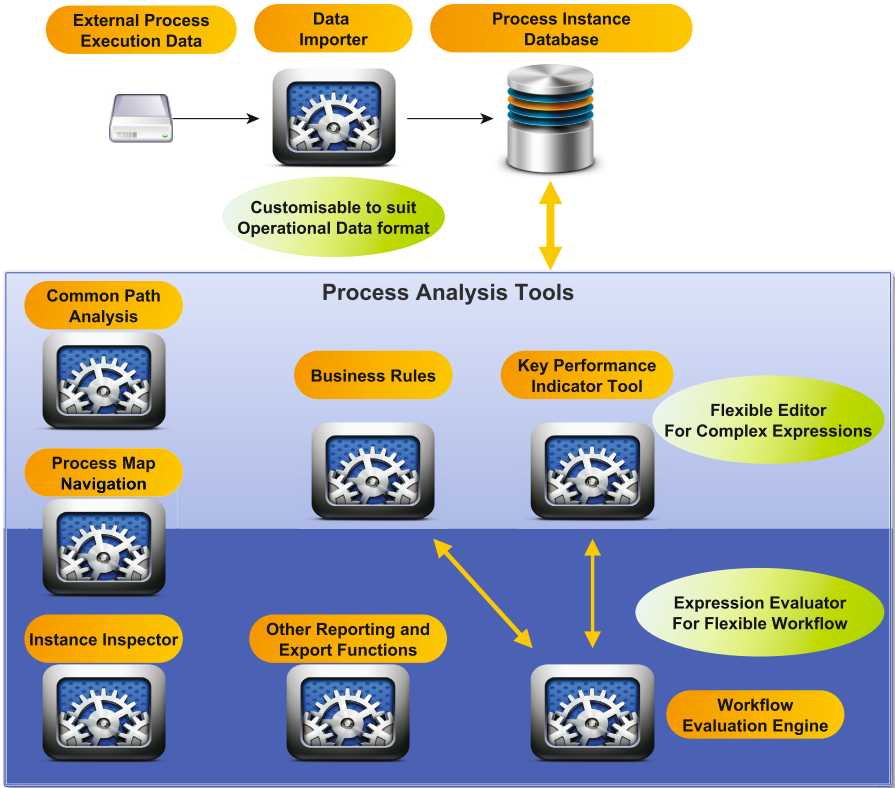 External Process
Execution Data
Data
Importer
Process Instance
Database
Customisable to suit
Operational Data format
Process Analysis Tools
Common Path
Analysis
Business Rules
Key Performance
Indicator Tool
Flexible Editor
For Complex Expressions
Process Map
Navigation
Expression Evaluator
For Flexible Workflow
Instance Inspector
Other Reporting and
Export Functions
Workflow
Evaluation Engine